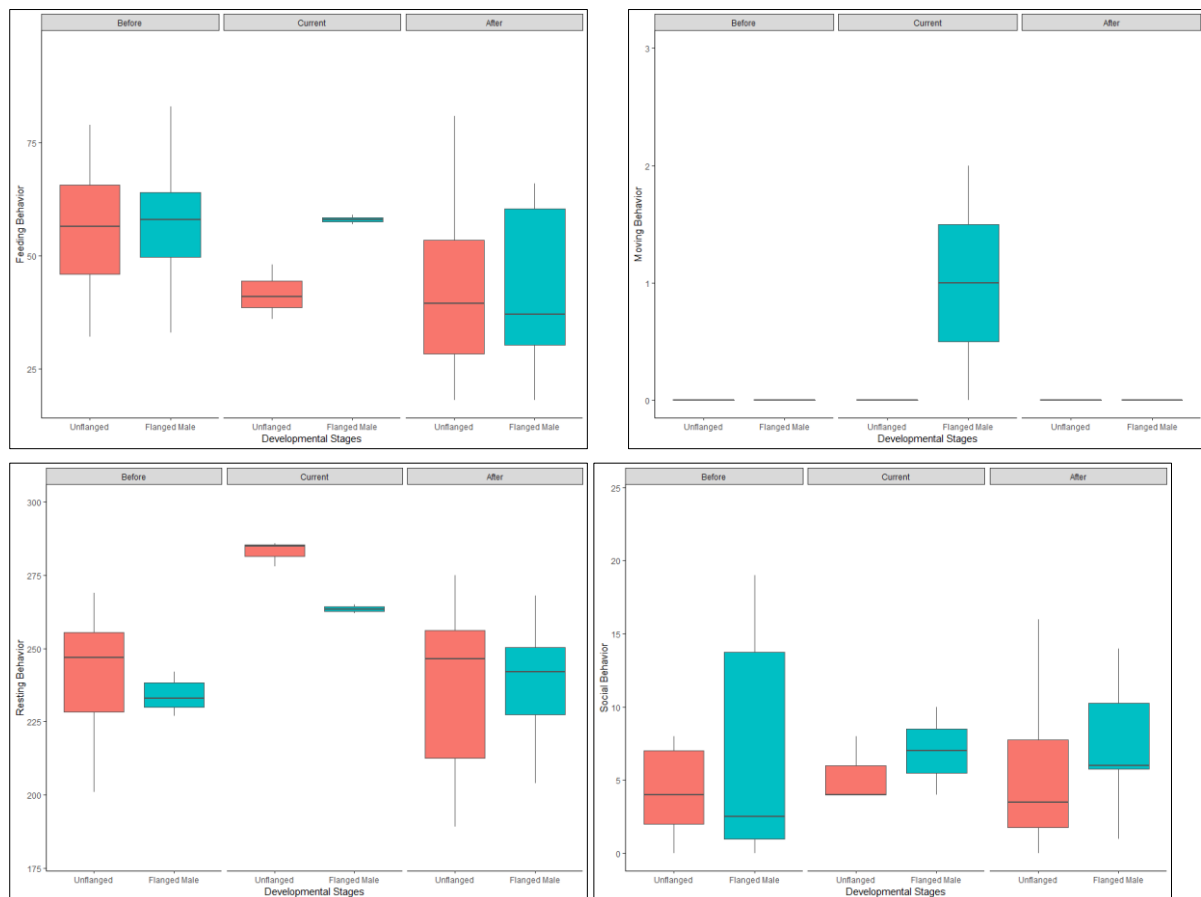 Before Current After
75
50
25
Feeding Behavior
Unflanged Flanged Male Unflanged Flanged Male Unflanged Flanged Male
Developmental Stages
Before Current After
3
2
1
0
Moving Behavior
Unflanged Flanged Male Unflanged Flanged Male Unflanged Flanged Male
Developmental Stages
Before Current After
300
275
250
225
200
175
Resting Behavior
Unflanged Flanged Male Unflanged Flanged Male Unflanged Flanged Male
Developmental Stages
Before Current After
25
20
15
10
5
0
Social Behavior
Unflanged Flanged Male Unflanged Flanged Male Unflanged Flanged Male
Developmental Stages